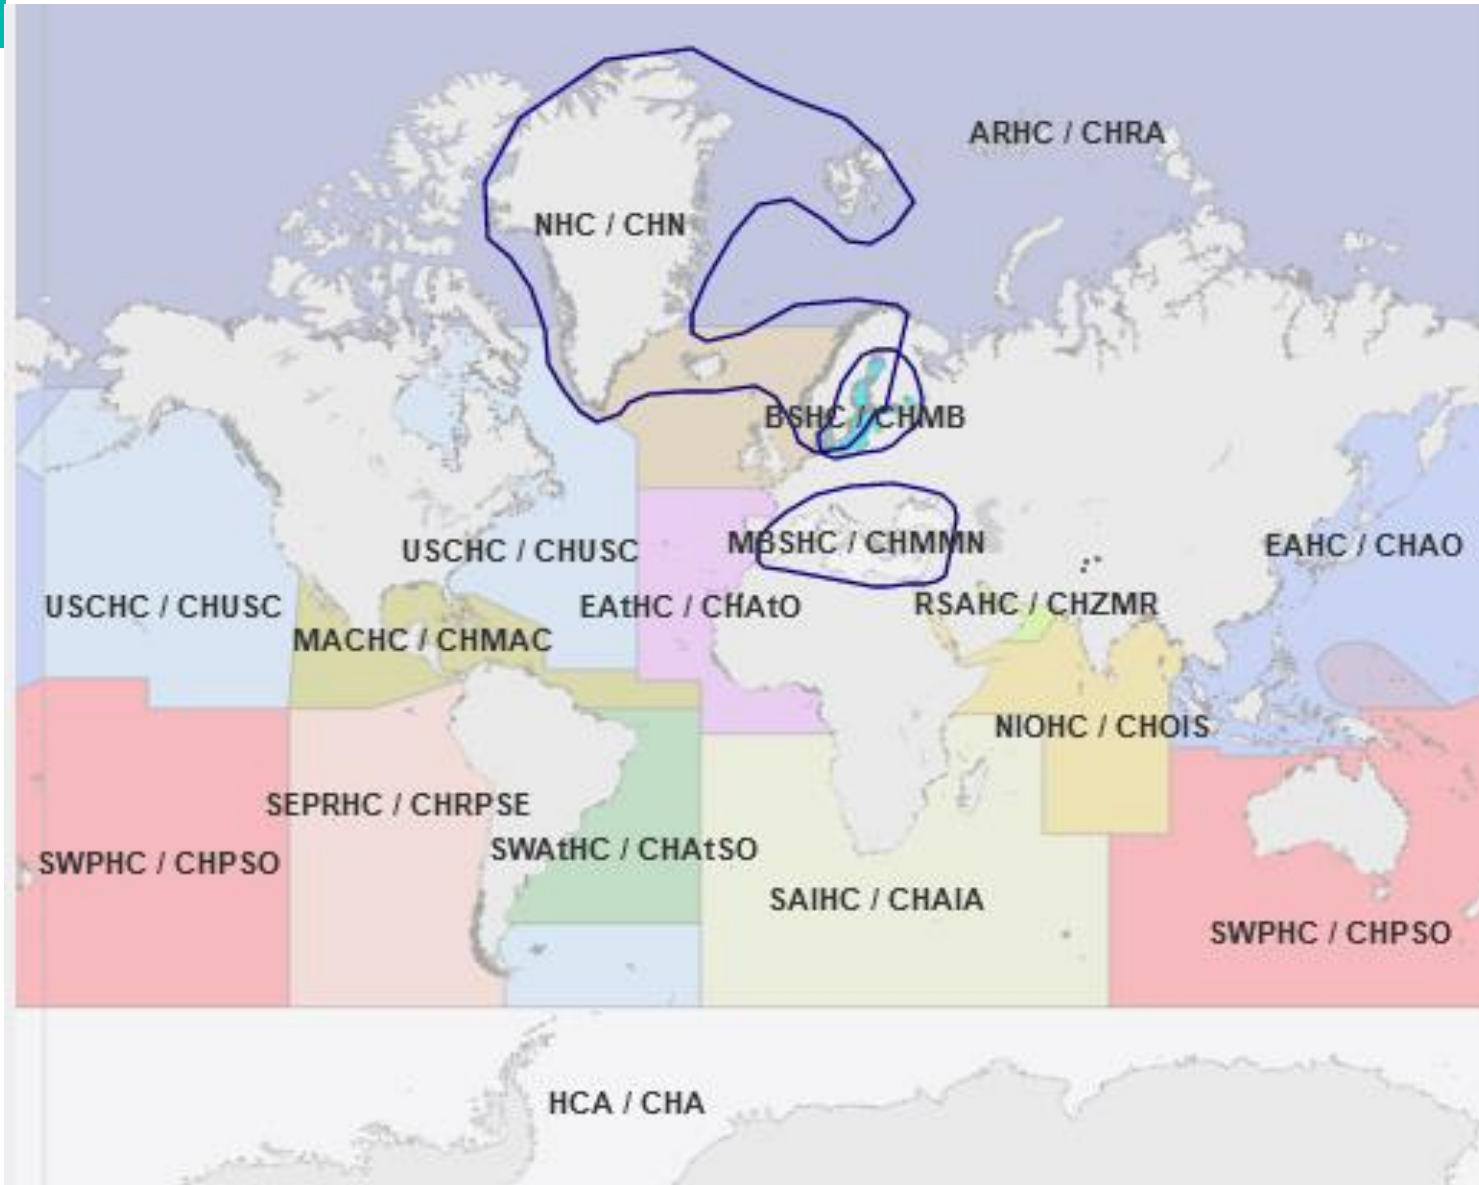 ARHC / CHRA
NHC / CHN
BSHC / CHMB
USCHC / CHUSC
MBSHC / CHMMN
EAHC / CHAO
USCHC / CHUSC
EAtHC / CHAtO
RSAHC / CHZMR
MACHC / CHMAC
NIOHC / CHOIS
SEPRHC / CHRPSE
SWAtHC / CHAtSO
SWPHC / CHPSO
SAIHC / CHAIA
SWPHC / CHPSO
HCA / CHA